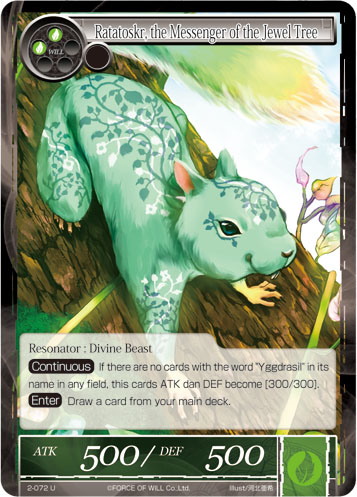 Ratatoskr, the Messenger of the Jewel Tree
WILL
Resonator : Divine Beast
Continuous If there are no cards with the word "Yggdrasil" in its
name in any field, this cards ATK dan DEF become [300/300].
Enter Draw a card from your main deck.
ATK 500 / DEF 500
2-072 U ©FORCE OF WILL Co.,Ltd. Illust/河北亜希